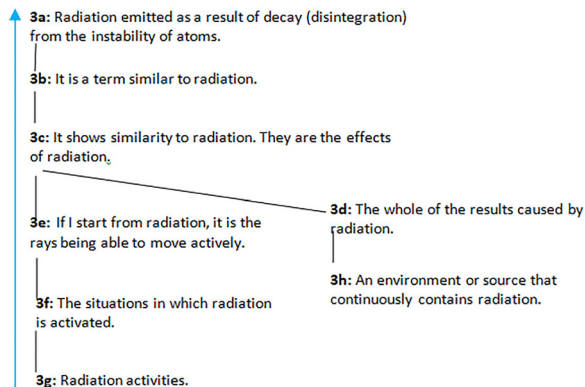 3a: Radiation emitted as a result of decay (disintegration)
from the instability of atoms.
3b: It is a term similar to radiation.
3c: It shows similarity to radiation. They are the effects
of radiation.
3e: If I start from radiation, it is the
rays being able to move actively.
3d: The whole of the results caused by
radiation.
3h: An environment or source that
continuously contains radiation.
3f: The situations in which radiation
is activated.
3g: Radiation activities.